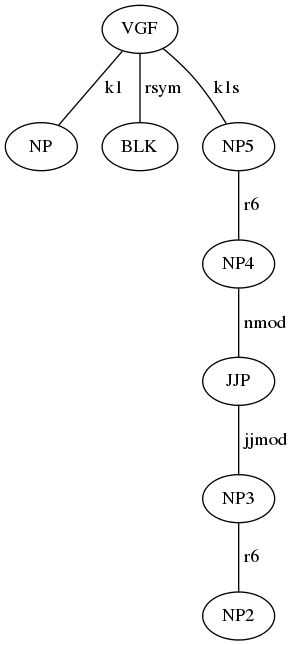 VGF
k1 rsym k1s
NP BLK NP5
r6
NP4
nmod
JJP
jjmod
NP3
r6
NP2